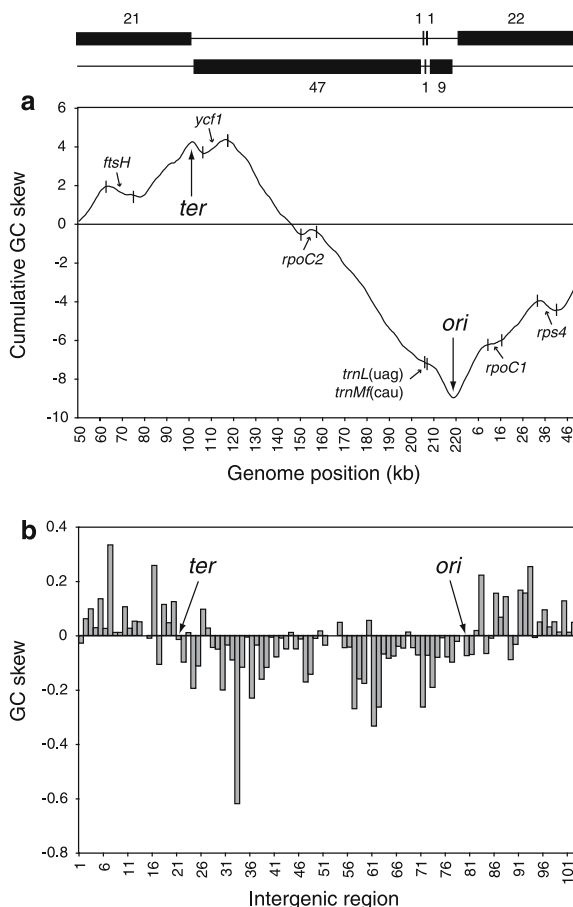 21
1
1
22
47
1
9
a
6
4
2
0
-2
-4
-6
-8
-10
Cumulative GC skew
ftsH
ycf1
ter
rpoC2
ori
trnL(uag)
trnMf(cau)
rpoC1
rps4
50 60 70 80 90 100 110 120 130 140 150 160 170 180 190 200 210 220 6 16 26 36 46
Genome position (kb)
b
0.4
0.2
0
-0.2
-0.4
-0.6
-0.8
GC skew
ter
ori
1 6 11 16 21 26 31 36 41 46 51 56 61 66 71 76 81 86 91 96 101
Intergenic region